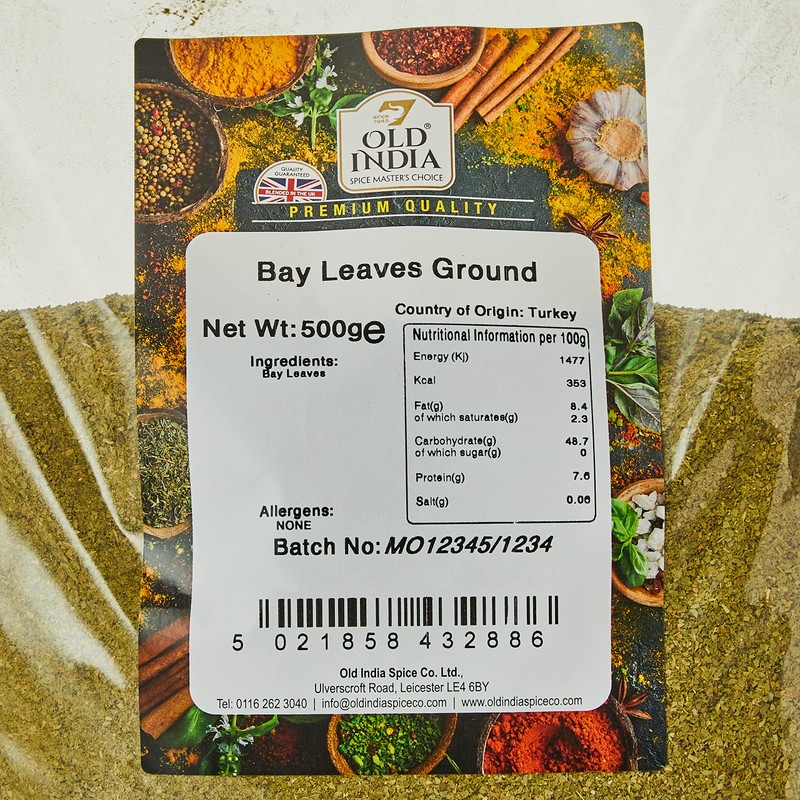 since
1945
OLD®
INDIA
SPICE MASTER'S CHOICE
QUALITY
GUARANTEED
BLENDED IN THE UK
PREMIUM QUALITY
Bay Leaves Ground
Country of Origin: Turkey
Net Wt: 500g℮
Ingredients:
Bay Leaves
Nutritional Information per 100g
Energy (Kj) 1477
Kcal 353
Fat(g) 8.4
of which saturates(g) 2.3
Carbohydrate(g) 48.7
of which sugar(g) 0
Protein(g) 7.6
Salt(g) 0.06
Allergens:
NONE
Batch No: MO12345/1234
5 021858 432886
Old India Spice Co. Ltd.,
Ulverscroft Road, Leicester LE4 6BY
Tel: 0116 262 3040 | info@oldindiaspiceco.com | www.oldindiaspiceco.com